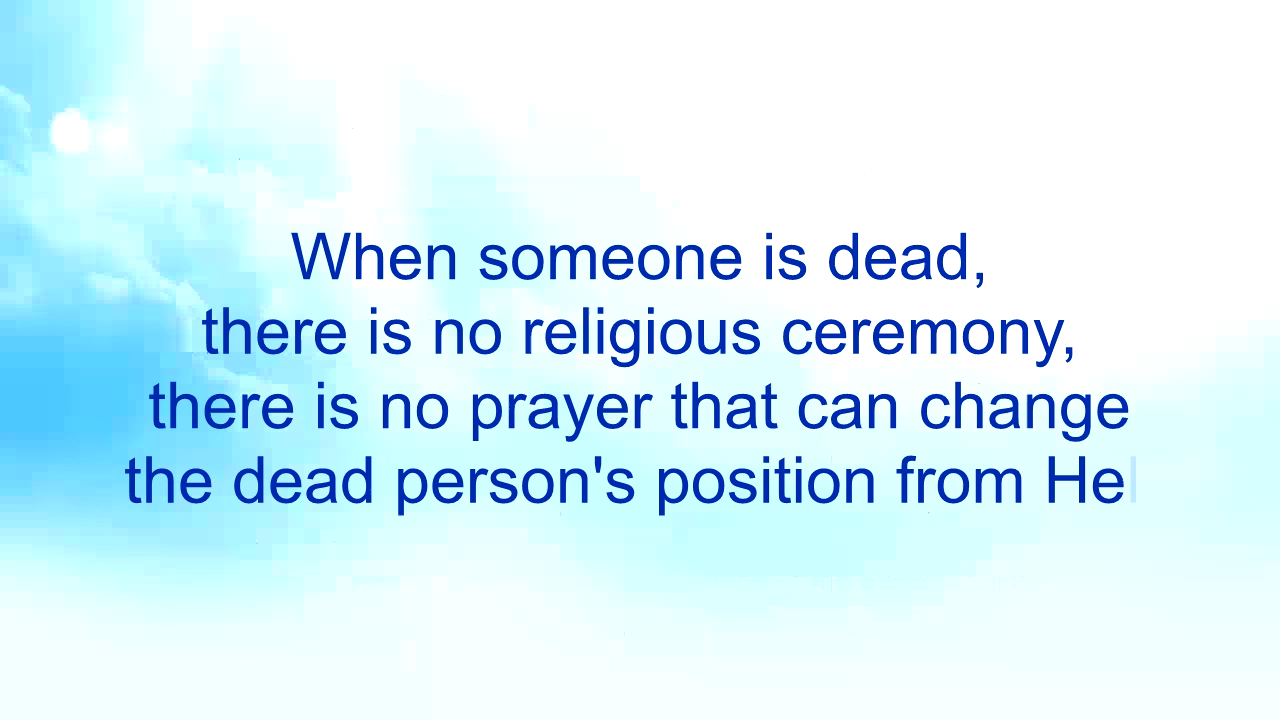 When someone is dead,
there is no religious ceremony,
there is no prayer that can change
the dead person's position from Hel